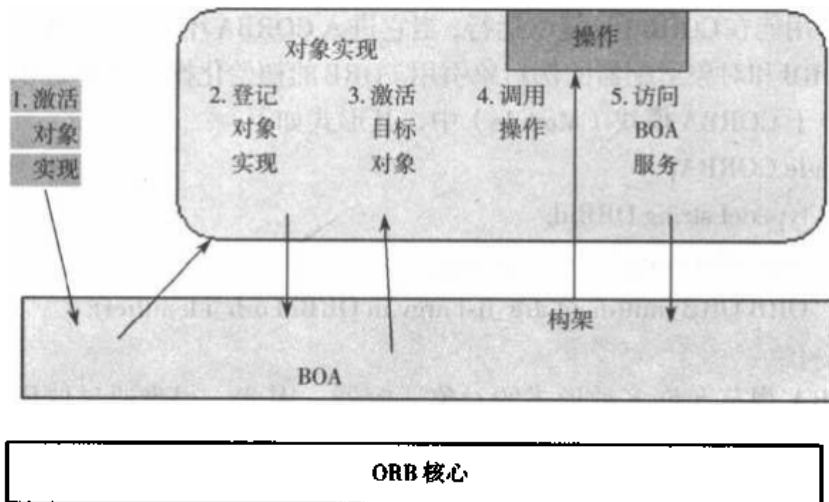 操作
对象实现
1. 激活
对象
实现
2. 登记
对象
实现
3. 激活
目标
对象
4. 调用
操作
5. 访问
BOA
服务
构架
BOA
ORB 核心